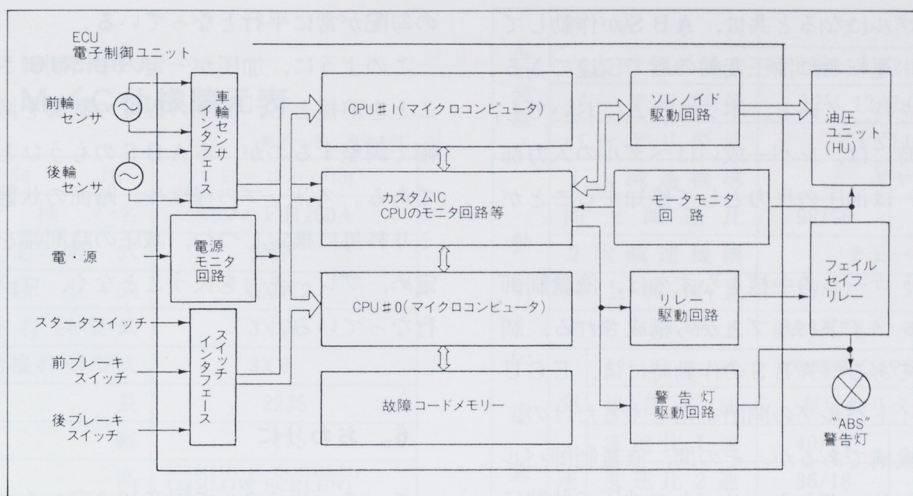 ECU
電子制御ユニット
前輪
センサ
後輪
センサ
車輪センサ
インタフェース
電・源
電源
モニタ
回路
スタータスイッチ
前ブレーキ
スイッチ
後ブレーキ
スイッチ
スイッチ
インタフェース
CPU#1(マイクロコンピュータ)
カスタムIC
CPUのモニタ回路等
CPU#0(マイクロコンピュータ)
故障コードメモリー
ソレノイド
駆動回路
モータモニタ
回路
リレー
駆動回路
警告灯
駆動回路
油圧
ユニット
(HU)
フェイル
セイフ
リレー
"ABS"
警告灯